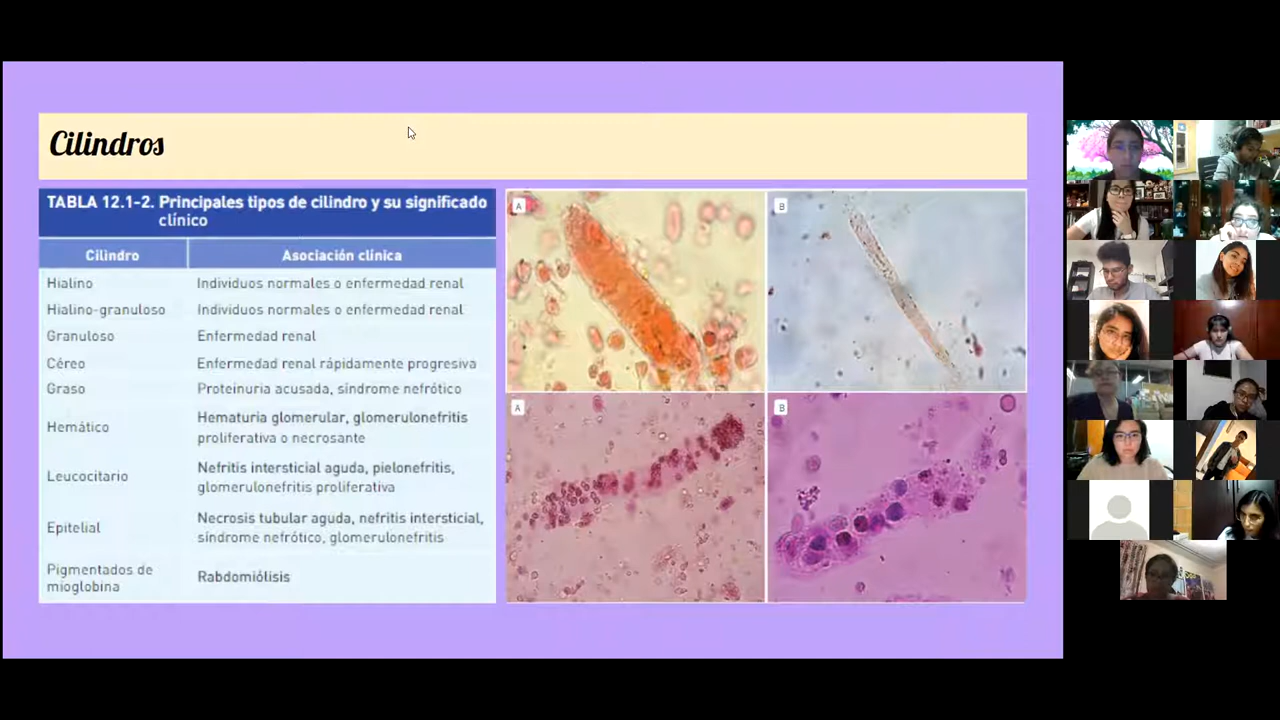 Cilindros
TABLA 12.1-2. Principales tipos de cilindro y su significado
clínico
Cilindro Asociación clínica
Hialino Individuos normales o enfermedad renal
Hialino-granuloso Individuos normales o enfermedad renal
Granuloso Enfermedad renal
Céreo Enfermedad renal rápidamente progresiva
Graso Proteinuria acusada, síndrome nefrótico
Hemático Hematuria glomerular, glomerulonefritis
proliferativa o necrosante
Leucocitario Nefritis intersticial aguda, pielonefritis,
glomerulonefritis proliferativa
Epitelial Necrosis tubular aguda, nefritis intersticial,
síndrome nefrótico, glomerulonefritis
Pigmentados de
mioglobina Rabdomiólisis
A B
A B